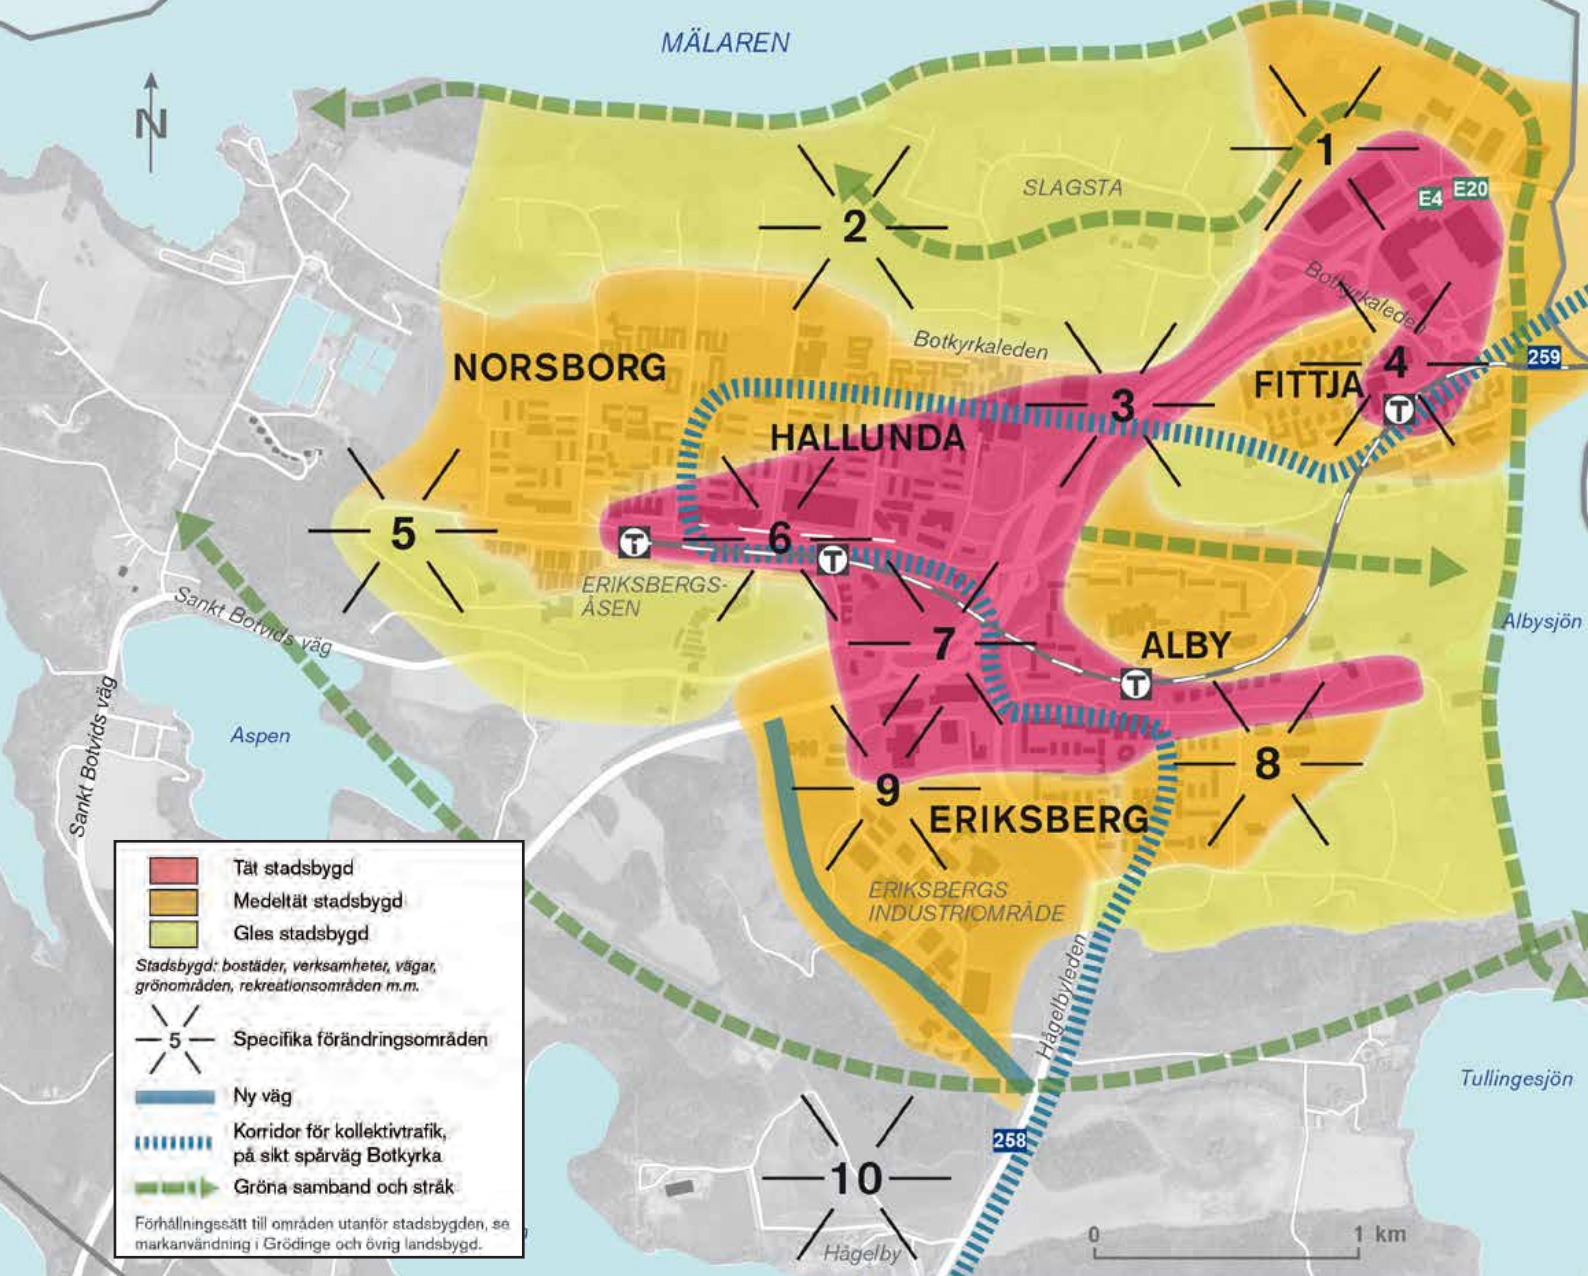 MÄLAREN
N
1
E4
E20
SLAGSTA
2
Botkyrkaleden
Botkyrkaleden
NORSBORG
3
4
FITTJA
259
T
HALLUNDA
5
6
T
T
ERIKSBERGS-
ÅSEN
Sankt Botvids väg
Albysjön
7
ALBY
T
Sankt Botvids väg
Aspen
8
9
ERIKSBERG
ERIKSBERGS
INDUSTRIOMRÅDE
Hågelbyleden
Tullingesjön
258
10
Hågelby
0
1 km
Tät stadsbygd
Medeltät stadsbygd
Gles stadsbygd
Stadsbygd: bostäder, verksamheter, vägar,
grönområden, rekreationsområden m.m.
5
Specifika förändringsområden
Ny väg
Korridor för kollektivtrafik,
på sikt spårväg Botkyrka
Gröna samband och stråk
Förhållningssätt till områden utanför stadsbygden, se
markanvändning i Grödinge och övrig landsbygd.